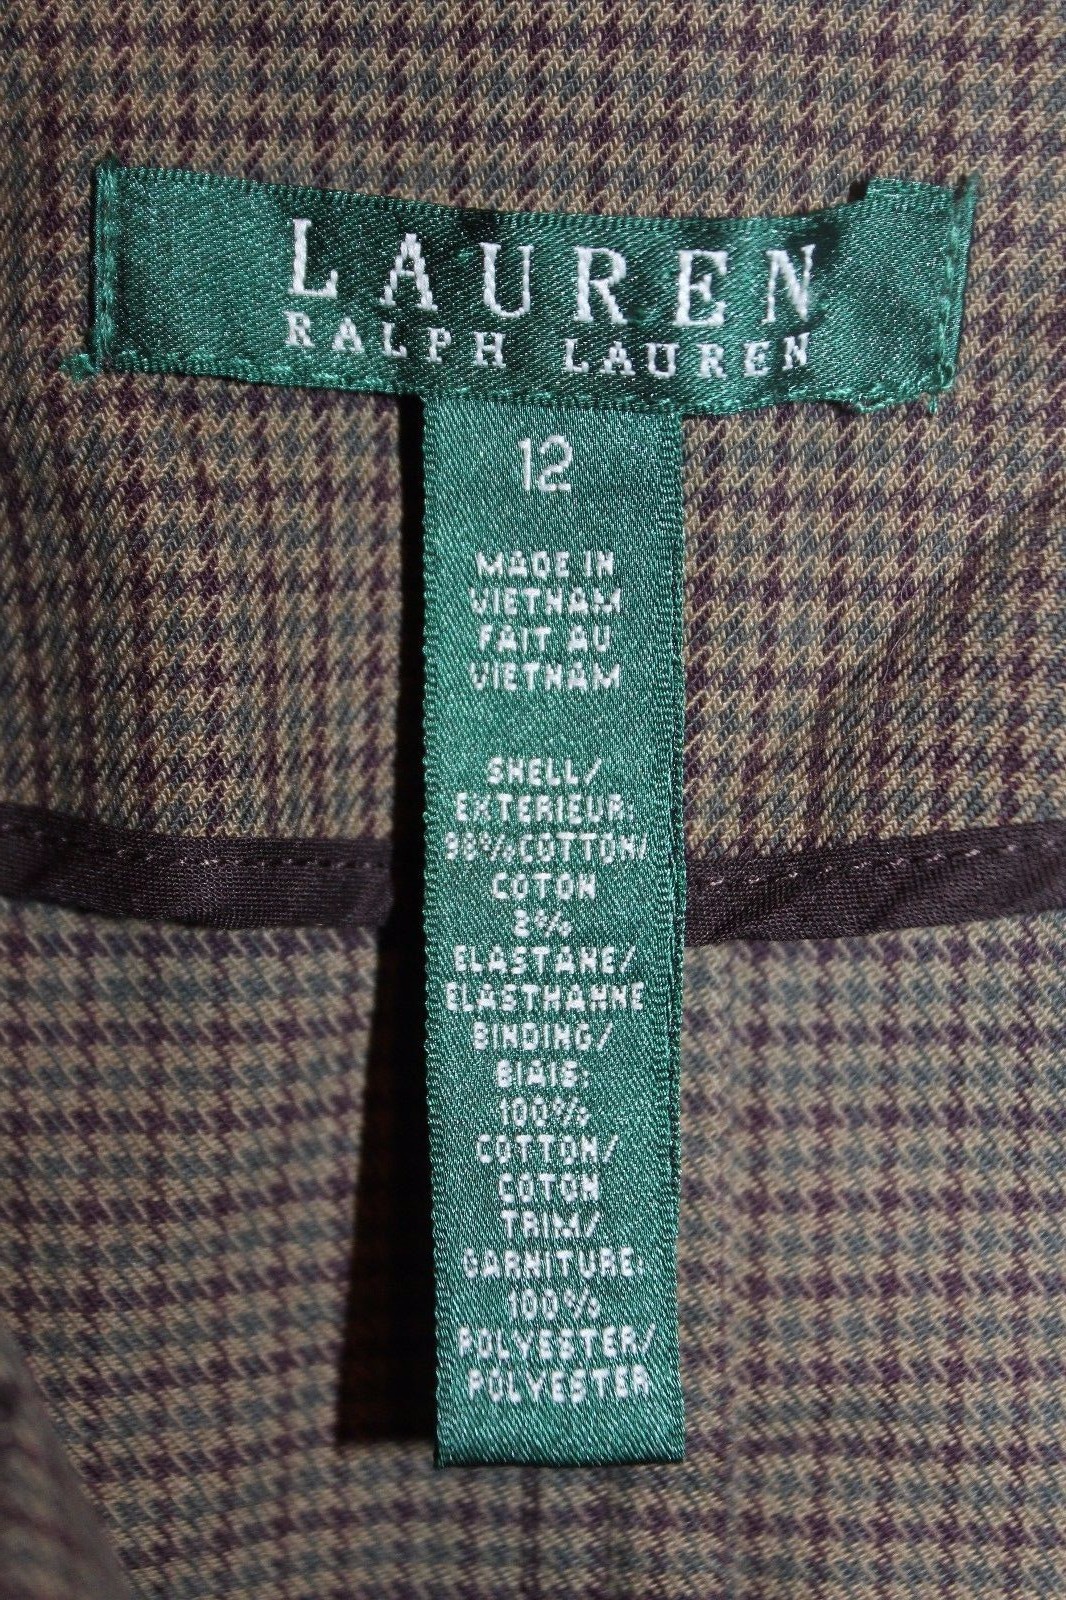 LAUREN
RALPH LAUREN
12
MADE IN
VIETNAM
FAIT AU
VIETNAM
SHELL/
EXTERIEUR:
98% COTTON/
COTON
2%
ELASTANE/
ELASTHANNE
BINDING/
BIAIS:
100%
COTTON/
COTON
TRIM/
GARNITURE:
100%
POLYESTER/
POLYESTER